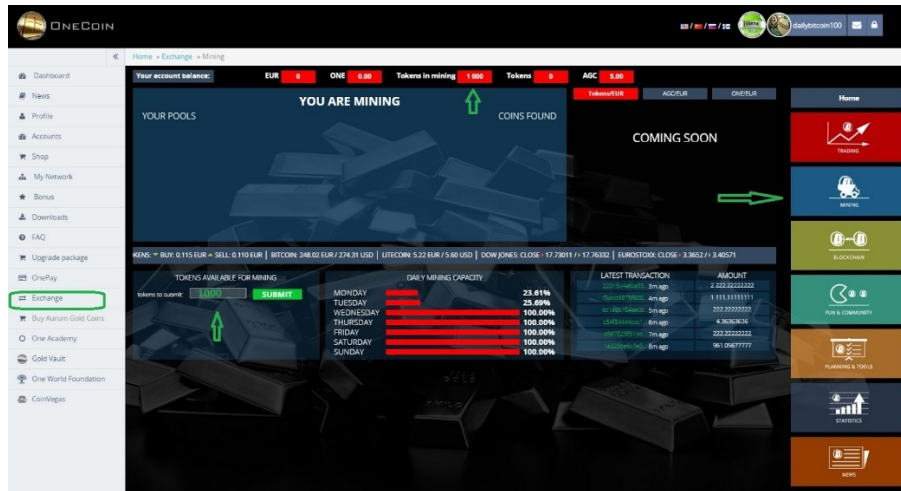 ONECOIN
dailybitcoin100
Home » Exchange » Mining
Dashboard
News
Profile
Accounts
Shop
My Network
Bonus
Downloads
FAQ
Upgrade package
OnePay
Exchange
Buy Aurum Gold Coins
One Academy
Gold Vault
One World Foundation
CoinVegas
Your account balance: EUR 0 ONE 0.00 Tokens in mining 1 000 Tokens 0 AGC 5.00
YOU ARE MINING
YOUR POOLS COINS FOUND
Tokens/EUR AGC/EUR ONE/EUR
COMING SOON
KENS: BUY: 0.115 EUR SELL: 0.110 EUR | BITCOIN: 248.02 EUR / 274.31 USD | LITECOIN: 5.22 EUR / 5.60 USD | DOW JONES: CLOSE 17.73011 / 17.76332 | EUROSTOXX: CLOSE 3.3652 / 3.40571
TOKENS AVAILABLE FOR MINING
tokens to submit 1000 SUBMIT
DAILY MINING CAPACITY
MONDAY 23.61%
TUESDAY 25.69%
WEDNESDAY 100.00%
THURSDAY 100.00%
FRIDAY 100.00%
SATURDAY 100.00%
SUNDAY 100.00%
LATEST TRANSACTION AMOUNT
3m ago 2 222.22222222
4m ago 1 111.11111111
5m ago 222.22222222
6m ago 4.36363636
7m ago 222.22222222
8m ago 961.09677777
Home
TRADING
MINING
BLOCKCHAIN
FUN & COMMUNITY
PLANNING & TOOLS
STATISTICS
NEWS